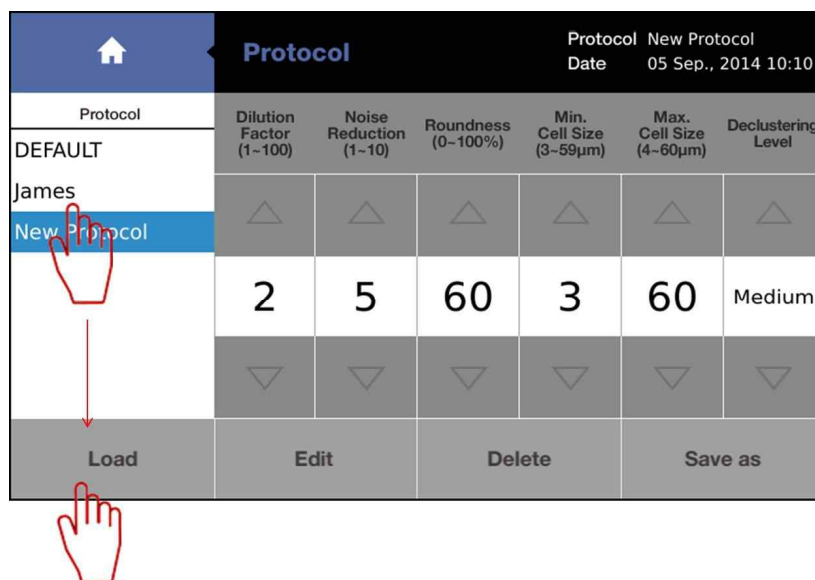 Protocol
Protocol New Protocol
Date 05 Sep., 2014 10:10
Protocol
DEFAULT
James
New Protocol
Dilution
Factor
(1~100)
Noise
Reduction
(1~10)
Roundness
(0~100%)
Min.
Cell Size
(3~59µm)
Max.
Cell Size
(4~60µm)
Declustering
Level
2 5 60 3 60 Medium
Load Edit Delete Save as